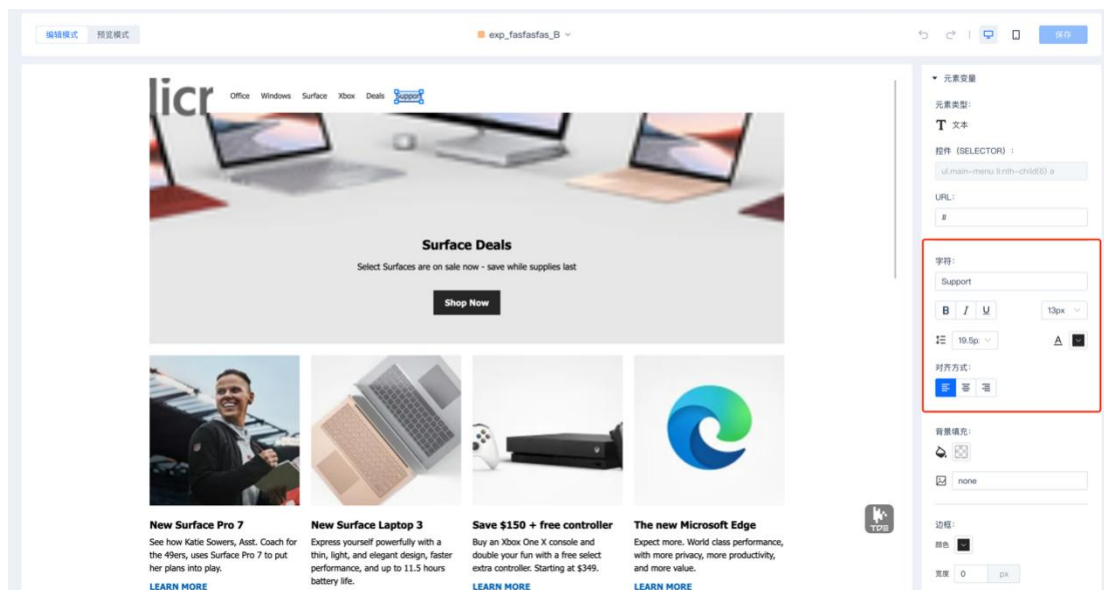 编辑模式 预览模式
exp_fasfasfas_B
保存
licr
Office Windows Surface Xbox Deals Support
Surface Deals
Select Surfaces are on sale now - save while supplies last
Shop Now
New Surface Pro 7
See how Katie Sowers, Asst. Coach for
the 49ers, uses Surface Pro 7 to put
her plans into play.
LEARN MORE
New Surface Laptop 3
Express yourself powerfully with a
thin, light, and elegant design, faster
performance, and up to 11.5 hours
battery life.
Save $150 + free controller
Buy an Xbox One X console and
double your fun with a free select
extra controller. Starting at $349.
LEARN MORE
The new Microsoft Edge
Expect more. World class performance,
with more privacy, more productivity,
and more value.
LEARN MORE
TDE
元素变量
元素类型:
T 文本
控件（SELECTOR）:
ul.main-menu li:nth-child(6) a
URL:
#
字符:
Support
B I U 13px
19.5p: A
对齐方式:
背景填充:
none
边框:
颜色
宽度 0 px